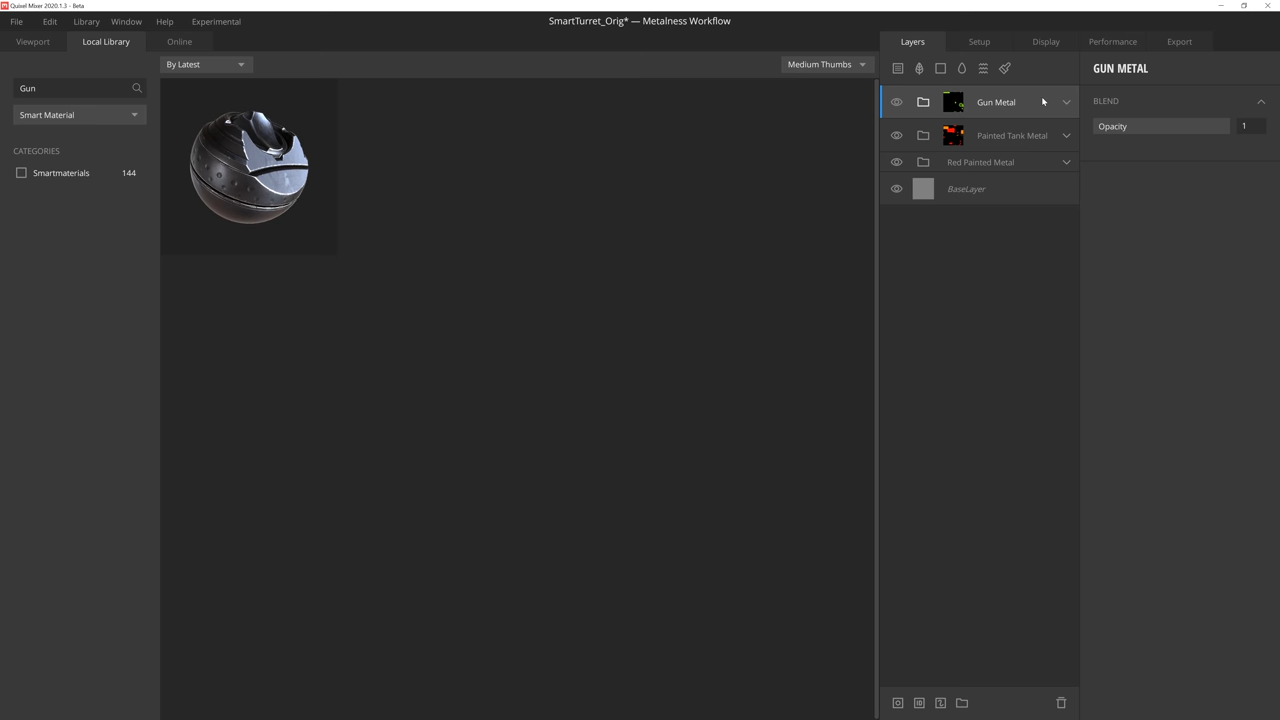 Quixel Mixer 2020.1.3 - Beta
File Edit Library Window Help Experimental
SmartTurret_Orig* — Metalness Workflow
Viewport Local Library Online
Layers Setup Display Performance Export
By Latest
Medium Thumbs
Gun
Smart Material
CATEGORIES
Smartmaterials 144
Gun Metal
Painted Tank Metal
Red Painted Metal
BaseLayer
GUN METAL
BLEND
Opacity 1